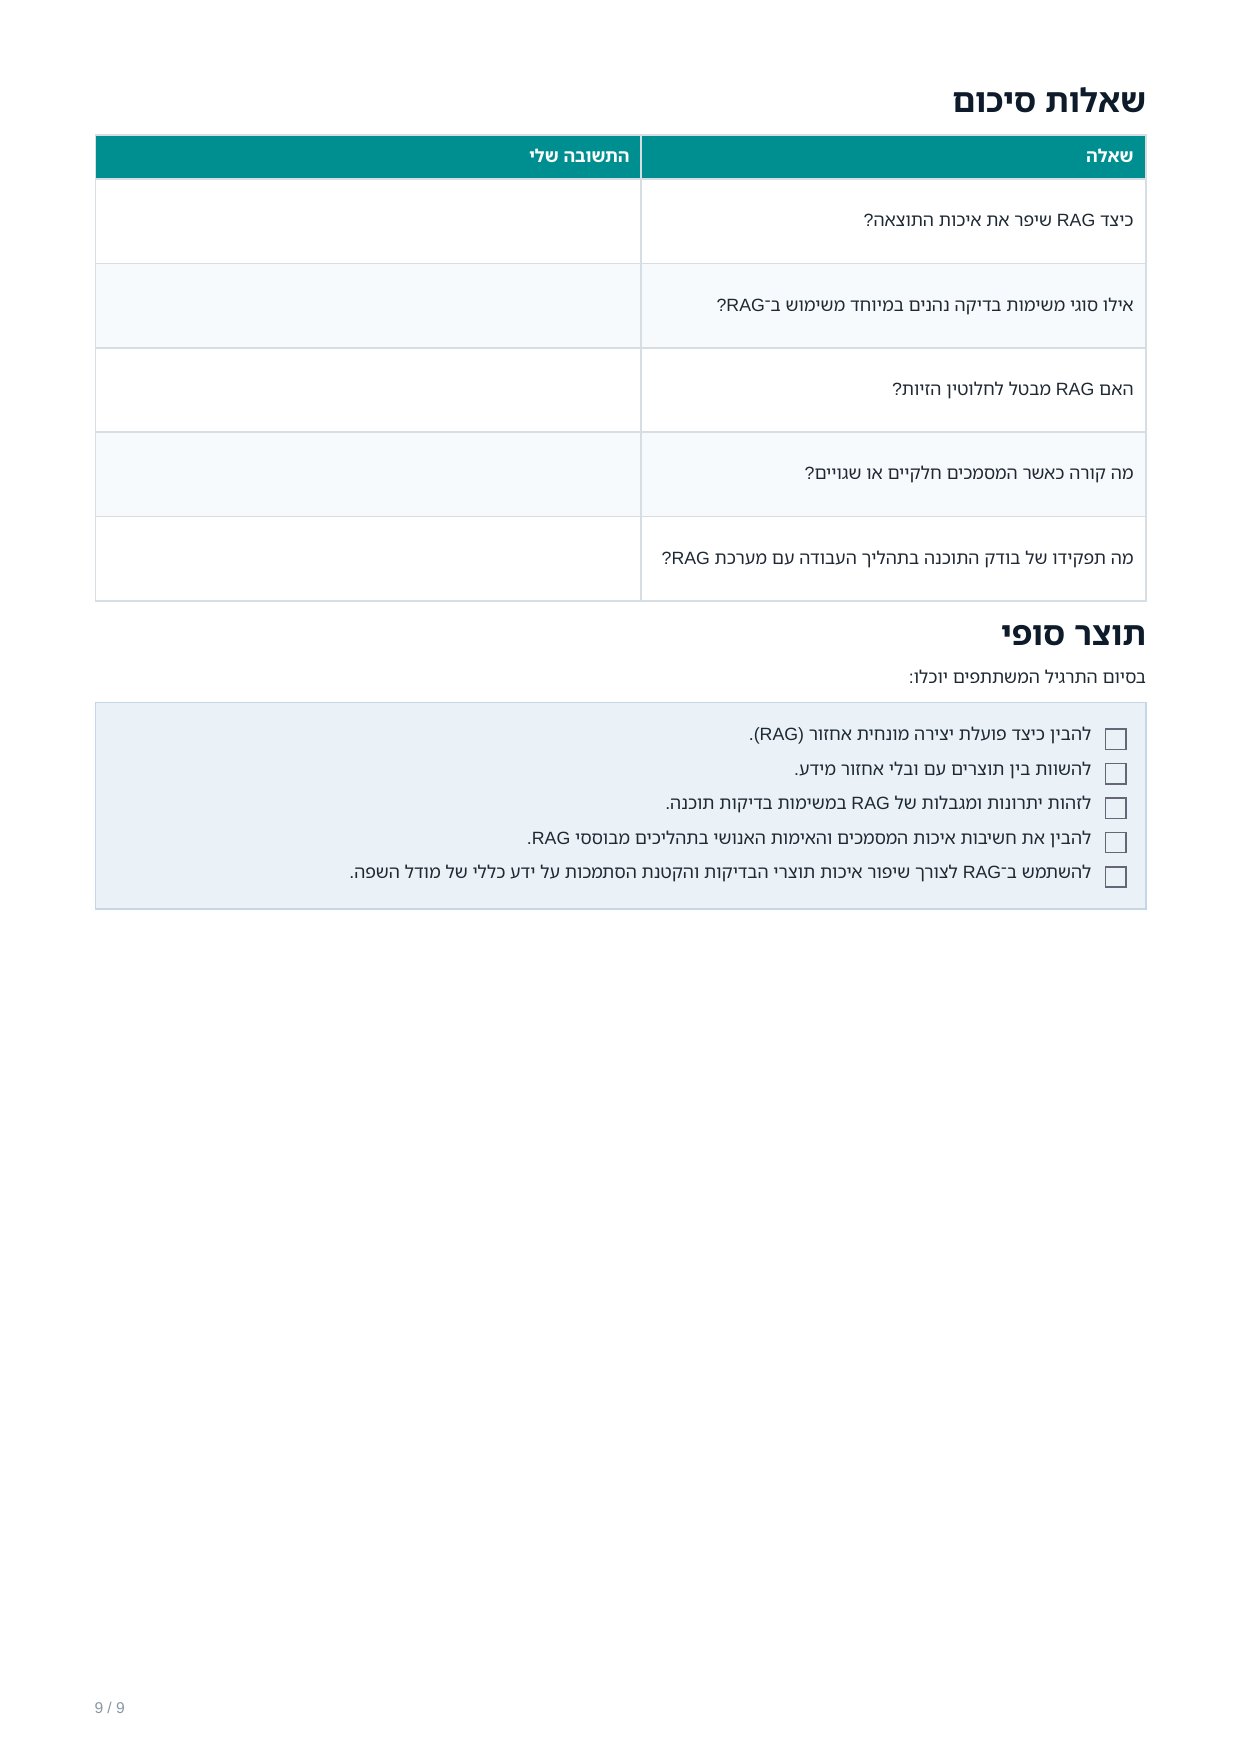 שאלות סיכום
שאלה
התשובה שלי
כיצד RAG שיפר את איכות התוצאה?
אילו סוגי משימות בדיקה נהנים במיוחד משימוש ב־RAG?
האם RAG מבטל לחלוטין הזיות?
מה קורה כאשר המסמכים חלקיים או שגויים?
מה תפקידו של בודק התוכנה בתהליך העבודה עם מערכת RAG?
תוצר סופי
בסיום התרגיל המשתתפים יוכלו:
להבין כיצד פועלת יצירה מונחית אחזור (RAG).
להשוות בין תוצרים עם ובלי אחזור מידע.
לזהות יתרונות ומגבלות של RAG במשימות בדיקות תוכנה.
להבין את חשיבות איכות המסמכים והאימות האנושי בתהליכים מבוססי RAG.
להשתמש ב־RAG לצורך שיפור איכות תוצרי הבדיקות והקטנת הסתמכות על ידע כללי של מודל השפה.
9 / 9